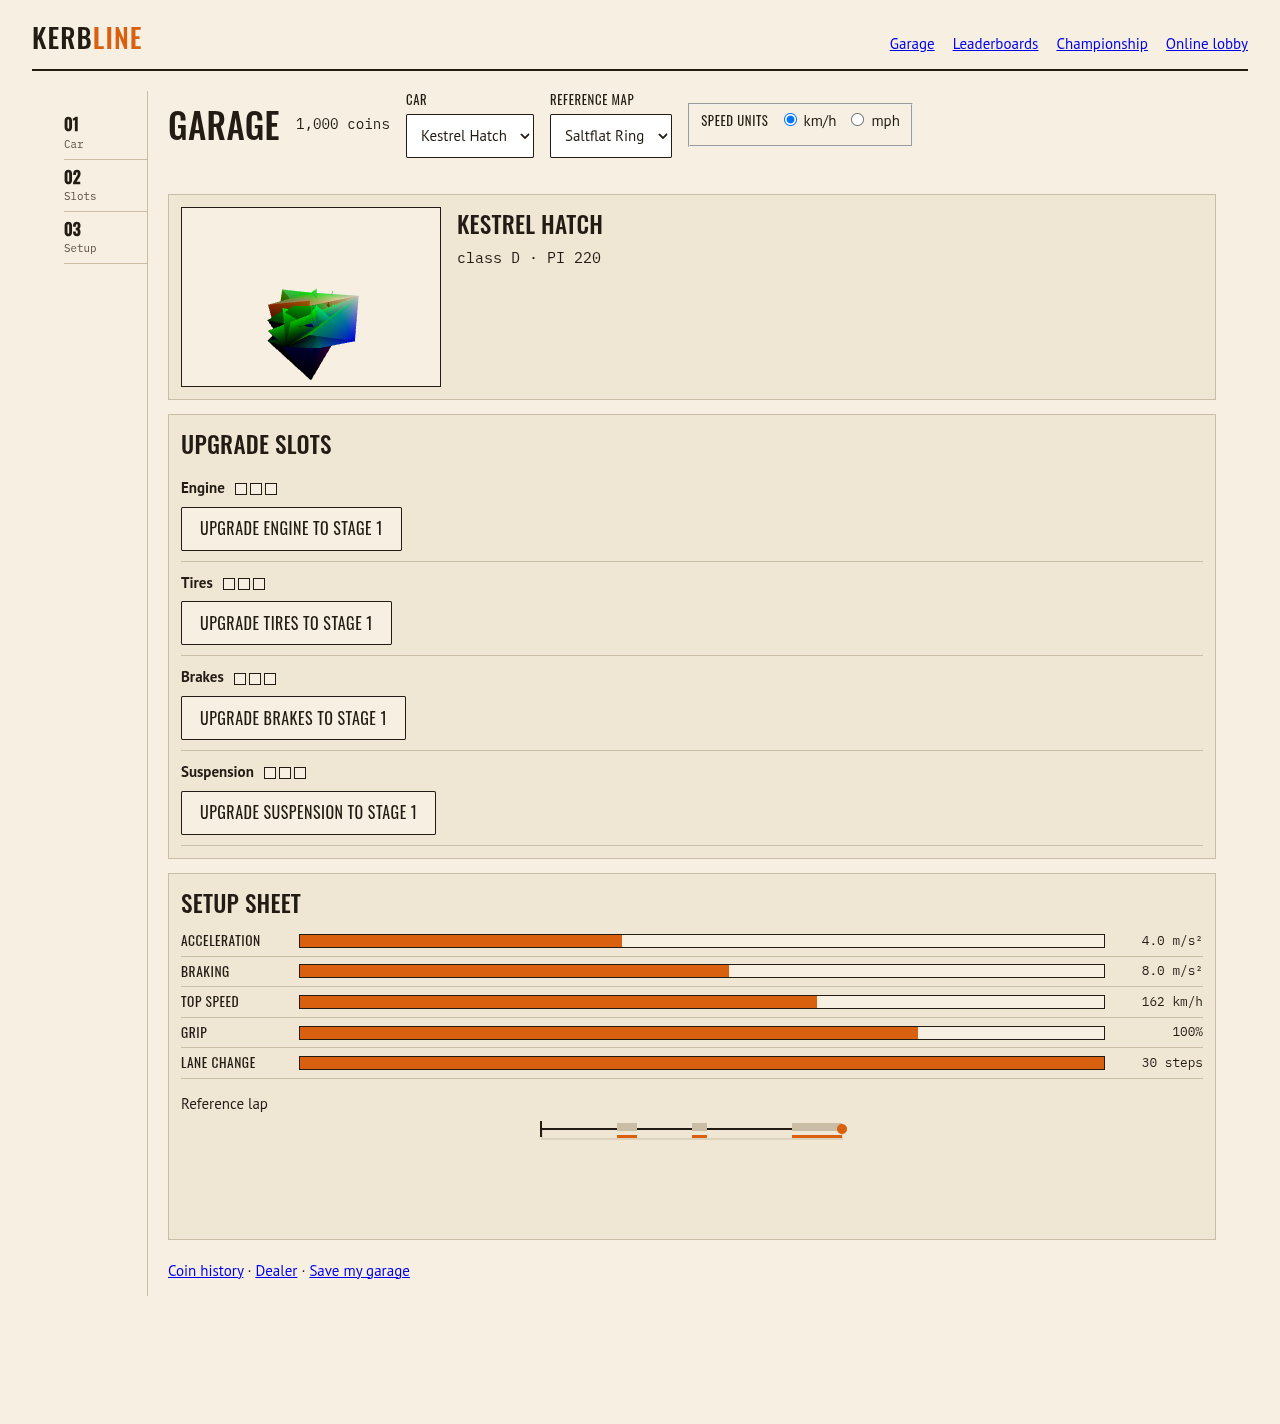 KERBLINE
Garage Leaderboards Championship Online lobby
01
Car
02
Slots
03
Setup
GARAGE
1,000 coins
CAR
Kestrel Hatch
REFERENCE MAP
Saltflat Ring
SPEED UNITS km/h mph
KESTREL HATCH
class D · PI 220
UPGRADE SLOTS
Engine
UPGRADE ENGINE TO STAGE 1
Tires
UPGRADE TIRES TO STAGE 1
Brakes
UPGRADE BRAKES TO STAGE 1
Suspension
UPGRADE SUSPENSION TO STAGE 1
SETUP SHEET
ACCELERATION 4.0 m/s²
BRAKING 8.0 m/s²
TOP SPEED 162 km/h
GRIP 100%
LANE CHANGE 30 steps
Reference lap
Coin history · Dealer · Save my garage